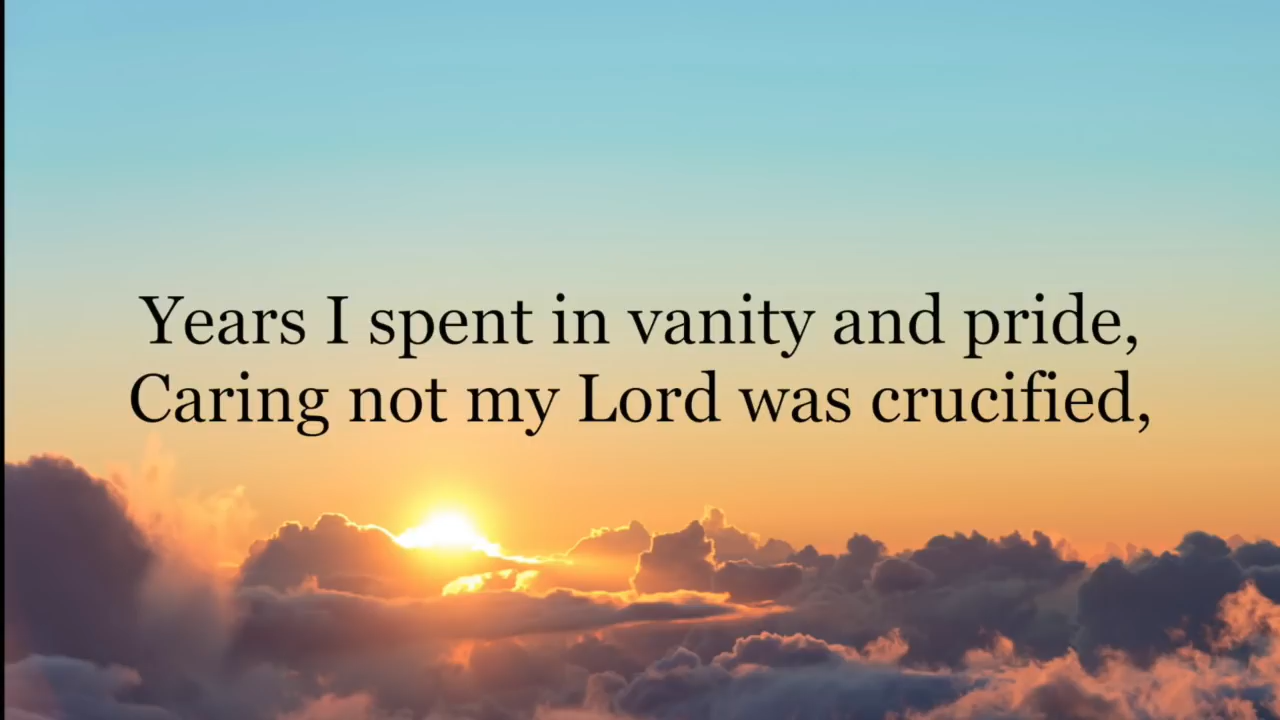 Years I spent in vanity and pride,
Caring not my Lord was crucified,